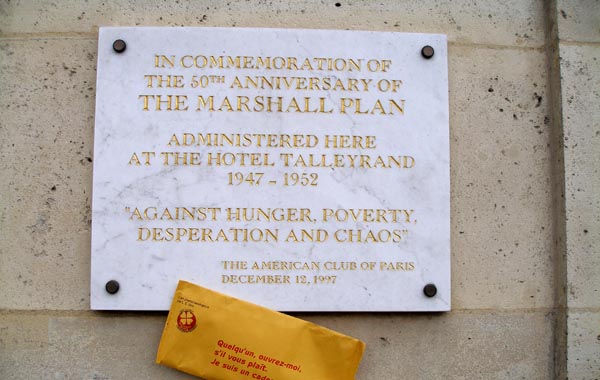 IN COMMEMORATION OF
THE 50TH ANNIVERSARY OF
THE MARSHALL PLAN
ADMINISTERED HERE
AT THE HOTEL TALLEYRAND
1947 - 1952
"AGAINST HUNGER, POVERTY,
DESPERATION AND CHAOS"
THE AMERICAN CLUB OF PARIS
DECEMBER 12, 1997
Quelqu'un, ouvrez-moi,
s'il vous plaît.
Je suis un